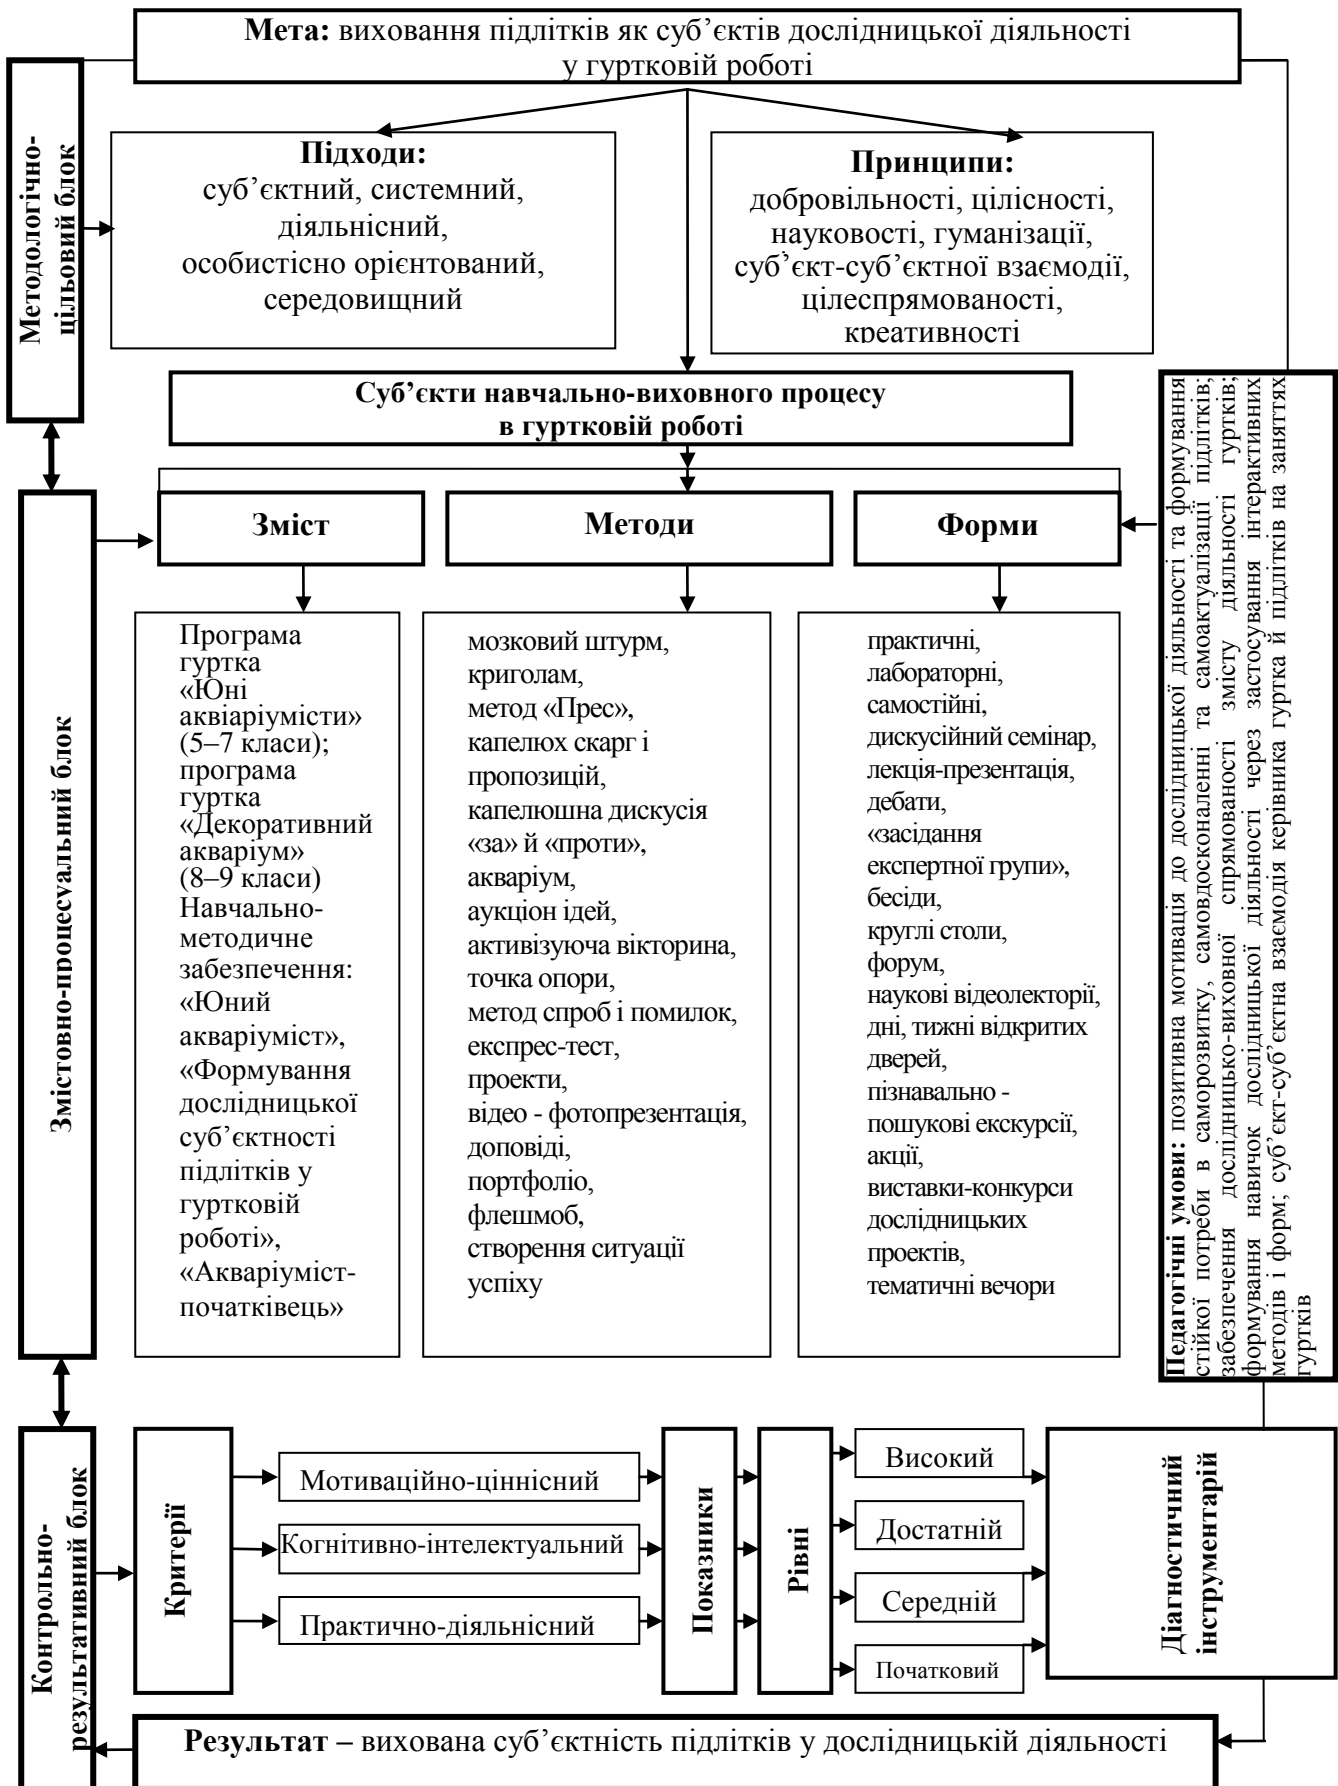 Мета: виховання підлітків як суб’єктів дослідницької діяльності
у гуртковій роботі
Методологічно-
цільовий блок
Підходи:
суб’єктний, системний,
діяльнісний,
особистісно орієнтований,
середовищний
Принципи:
добровільності, цілісності,
науковості, гуманізації,
суб’єкт-суб’єктної взаємодії,
цілеспрямованості,
креативності
Суб’єкти навчально-виховного процесу
в гуртковій роботі
Змістовно-процесуальний блок
Зміст
Методи
Форми
Програма
гуртка
«Юні
акваріумісти»
(5–7 класи);
програма
гуртка
«Декоративний
акваріум»
(8–9 класи)
Навчально-
методичне
забезпечення:
«Юний
акваріуміст»,
«Формування
дослідницької
суб’єктності
підлітків у
гуртковій
роботі»,
«Акваріуміст-
початківець»
мозковий штурм,
криголам,
метод «Прес»,
капелюх скарг і
пропозицій,
капелюшна дискусія
«за» й «проти»,
акваріум,
аукціон ідей,
активізуюча вікторина,
точка опори,
метод спроб і помилок,
експрес-тест,
проекти,
відео - фотопрезентація,
доповіді,
портфоліо,
флешмоб,
створення ситуації
успіху
практичні,
лабораторні,
самостійні,
дискусійний семінар,
лекція-презентація,
дебати,
«засідання
експертної групи»,
бесіди,
круглі столи,
форум,
наукові відеолекторії,
дні, тижні відкритих
дверей,
пізнавально -
пошукові екскурсії,
акції,
виставки-конкурси
дослідницьких
проектів,
тематичні вечори
Педагогічні умови: позитивна мотивація до дослідницької діяльності та формування
стійкої потреби в саморозвитку, самовдосконаленні та самоактуалізації підлітків;
забезпечення дослідницько-виховної спрямованості змісту діяльності гуртків;
формування навичок дослідницької діяльності через застосування інтерактивних
методів і форм; суб’єкт-суб’єктна взаємодія керівника гуртка й підлітків на заняттях
гуртків
Контрольно-
результативний блок
Критерії
Мотиваційно-ціннісний
Когнітивно-інтелектуальний
Практично-діяльнісний
Показники
Рівні
Високий
Достатній
Середній
Початковий
Діагностичний
інструментарій
Результат – вихована суб’єктність підлітків у дослідницькій діяльності